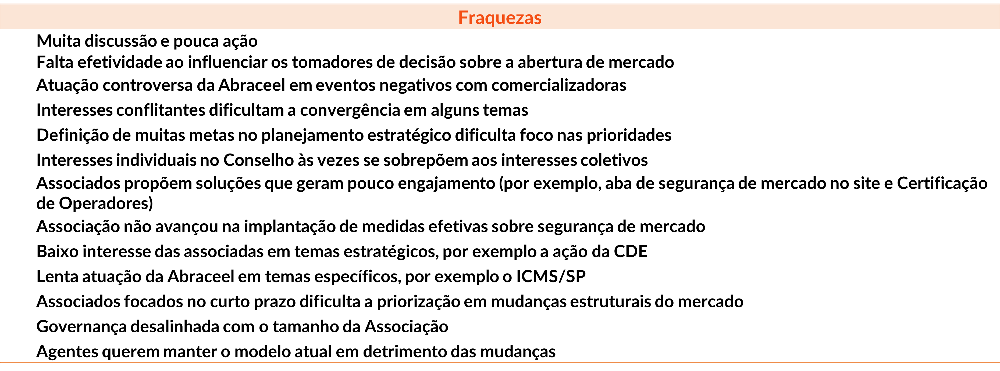 Fraquezas
Muita discussão e pouca ação
Falta efetividade ao influenciar os tomadores de decisão sobre a abertura de mercado
Atuação controversa da Abraceel em eventos negativos com comercializadoras
Interesses conflitantes dificultam a convergência em alguns temas
Definição de muitas metas no planejamento estratégico dificulta foco nas prioridades
Interesses individuais no Conselho às vezes se sobrepõem aos interesses coletivos
Associados propõem soluções que geram pouco engajamento (por exemplo, aba de segurança de mercado no site e Certificação
de Operadores)
Associação não avançou na implantação de medidas efetivas sobre segurança de mercado
Baixo interesse das associadas em temas estratégicos, por exemplo a ação da CDE
Lenta atuação da Abraceel em temas específicos, por exemplo o ICMS/SP
Associados focados no curto prazo dificulta a priorização em mudanças estruturais do mercado
Governança desalinhada com o tamanho da Associação
Agentes querem manter o modelo atual em detrimento das mudanças